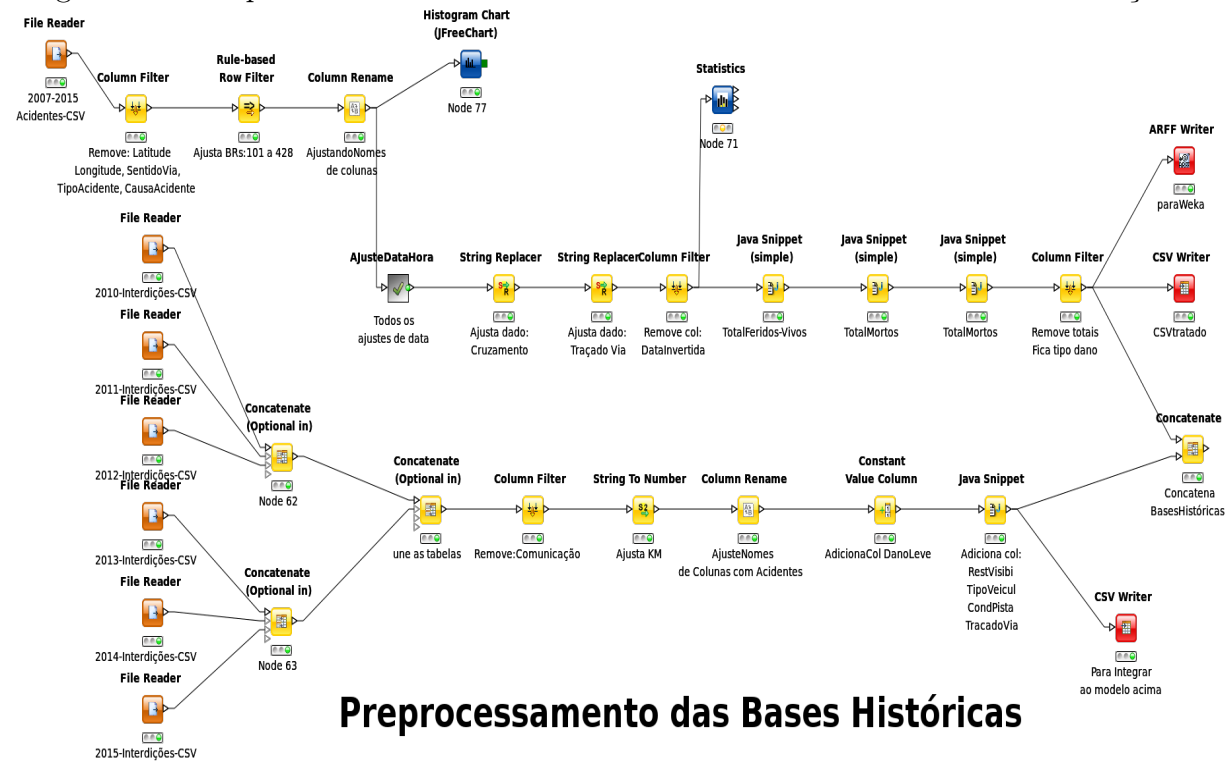 File Reader
2007-2015
Acidentes-CSV
Column Filter
Remove: Latitude
Longitude, SentidoVia,
TipoAcidente, CausaAcidente
Rule-based
Row Filter
Ajusta BRs:101 a 428
Column Rename
AjustandoNomes
de colunas
Histogram Chart
(JFreeChart)
Node 77
Statistics
Node 71
ARFF Writer
paraWeka
AJusteDataHora
Todos os
ajustes de data
String Replacer
Ajusta dado:
Cruzamento
String Replacer
Ajusta dado:
Traçado Via
Column Filter
Remove col:
DataInvertida
Java Snippet
(simple)
TotalFeridos-Vivos
Java Snippet
(simple)
TotalMortos
Java Snippet
(simple)
TotalMortos
Column Filter
Remove totais
Fica tipo dano
CSV Writer
CSVtratado
File Reader
2010-Interdições-CSV
File Reader
2011-Interdições-CSV
File Reader
2012-Interdições-CSV
File Reader
2013-Interdições-CSV
File Reader
2014-Interdições-CSV
File Reader
2015-Interdições-CSV
Concatenate
(Optional in)
Node 62
Concatenate
(Optional in)
Node 63
Concatenate
(Optional in)
une as tabelas
Column Filter
Remove:Comunicação
String To Number
Ajusta KM
Column Rename
AjusteNomes
de Colunas com Acidentes
Constant
Value Column
AdicionaCol DanoLeve
Java Snippet
Adiciona col:
RestVisibi
TipoVeicul
CondPista
TracadoVia
Concatenate
Concatena
BasesHistóricas
CSV Writer
Para Integrar
ao modelo acima
Preprocessamento das Bases Históricas